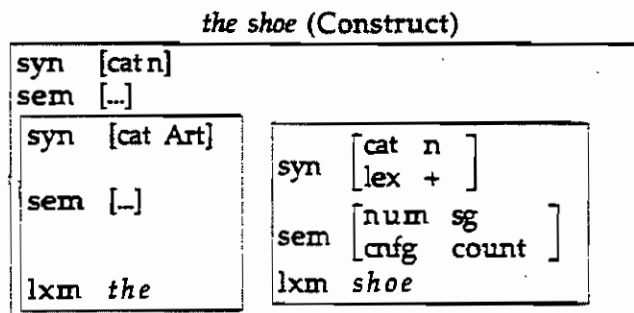 the shoe (Construct)
syn [cat n]
sem [...]
syn [cat Art]
sem [...]
lxm the
syn [cat n
lex +]
sem [num sg
cnfg count]
lxm shoe